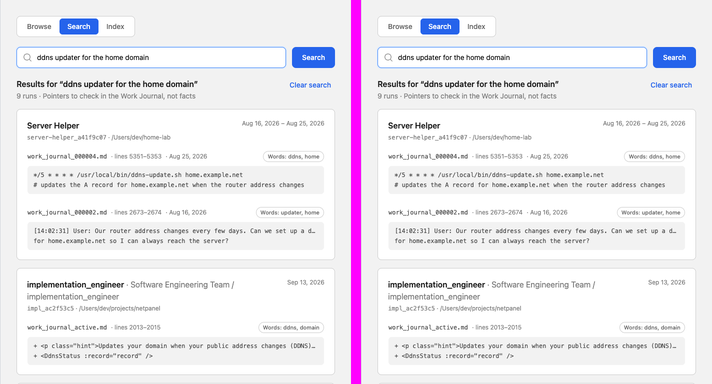 Browse Search Index
ddns updater for the home domain Search
Results for “ddns updater for the home domain” Clear search
9 runs · Pointers to check in the Work Journal, not facts
Server Helper Aug 16, 2026 – Aug 25, 2026
server-helper_a41f9c07 · /Users/dev/home-lab
work_journal_000004.md · lines 5351–5353 · Aug 25, 2026 Words: ddns, home
*/5 * * * * /usr/local/bin/ddns-update.sh home.example.net
# updates the A record for home.example.net when the router address changes
work_journal_000002.md · lines 2673–2674 · Aug 16, 2026 Words: updater, home
[14:02:31] User: Our router address changes every few days. Can we set up a d…
for home.example.net so I can always reach the server?
implementation_engineer · Software Engineering Team / Sep 13, 2026
implementation_engineer
impl_ac2f53c5 · /Users/dev/projects/netpanel
work_journal_active.md · lines 2013–2015 Words: ddns, domain
+ <p class="hint">Updates your domain when your public address changes (DDNS)…
+ <DdnsStatus :record="record" />
Browse Search Index
ddns updater for the home domain Search
Results for “ddns updater for the home domain” Clear search
9 runs · Pointers to check in the Work Journal, not facts
Server Helper Aug 16, 2026 – Aug 25, 2026
server-helper_a41f9c07 · /Users/dev/home-lab
work_journal_000004.md · lines 5351–5353 · Aug 25, 2026 Words: ddns, home
*/5 * * * * /usr/local/bin/ddns-update.sh home.example.net
# updates the A record for home.example.net when the router address changes
work_journal_000002.md · lines 2673–2674 · Aug 16, 2026 Words: updater, home
[14:02:31] User: Our router address changes every few days. Can we set up a d…
for home.example.net so I can always reach the server?
implementation_engineer · Software Engineering Team / Sep 13, 2026
implementation_engineer
impl_ac2f53c5 · /Users/dev/projects/netpanel
work_journal_active.md · lines 2013–2015 Words: ddns, domain
+ <p class="hint">Updates your domain when your public address changes (DDNS)…
+ <DdnsStatus :record="record" />